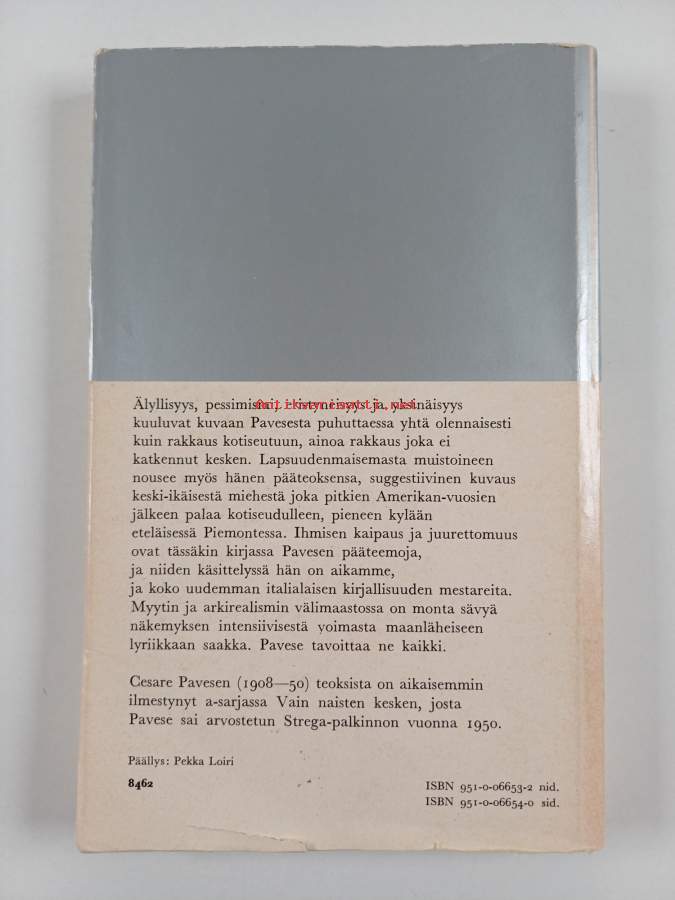 Älyllisyys, pessimismi, eristyneisyys ja yksinäisyys
kuuluvat kuvaan Pavesesta puhuttaessa yhtä olennaisesti
kuin rakkaus kotiseutuun, ainoa rakkaus joka ei
katkennut kesken. Lapsuudenmaisemasta muistoineen
nousee myös hänen pääteoksensa, suggestiivinen kuvaus
keski-ikäisestä miehestä joka pitkien Amerikan-vuosien
jälkeen palaa kotiseudulleen, pieneen kylään
eteläisessä Piemontessa. Ihmisen kaipaus ja juurettomuus
ovat tässäkin kirjassa Pavesen pääteemoja,
ja niiden käsittelyssä hän on aikamme,
ja koko uudemman italialaisen kirjallisuuden mestareita.
Myytin ja arkirealismin välimaastossa on monta sävyä
näkemyksen intensiivisestä voimasta maanläheiseen
lyriikkaan saakka. Pavese tavoittaa ne kaikki.
Cesare Pavesen (1908—50) teoksista on aikaisemmin
ilmestynyt a-sarjassa Vain naisten kesken, josta
Pavese sai arvostetun Strega-palkinnon vuonna 1950.
Päällys: Pekka Loiri
8462
ISBN 951-0-06653-2 nid.
ISBN 951-0-06654-0 sid.